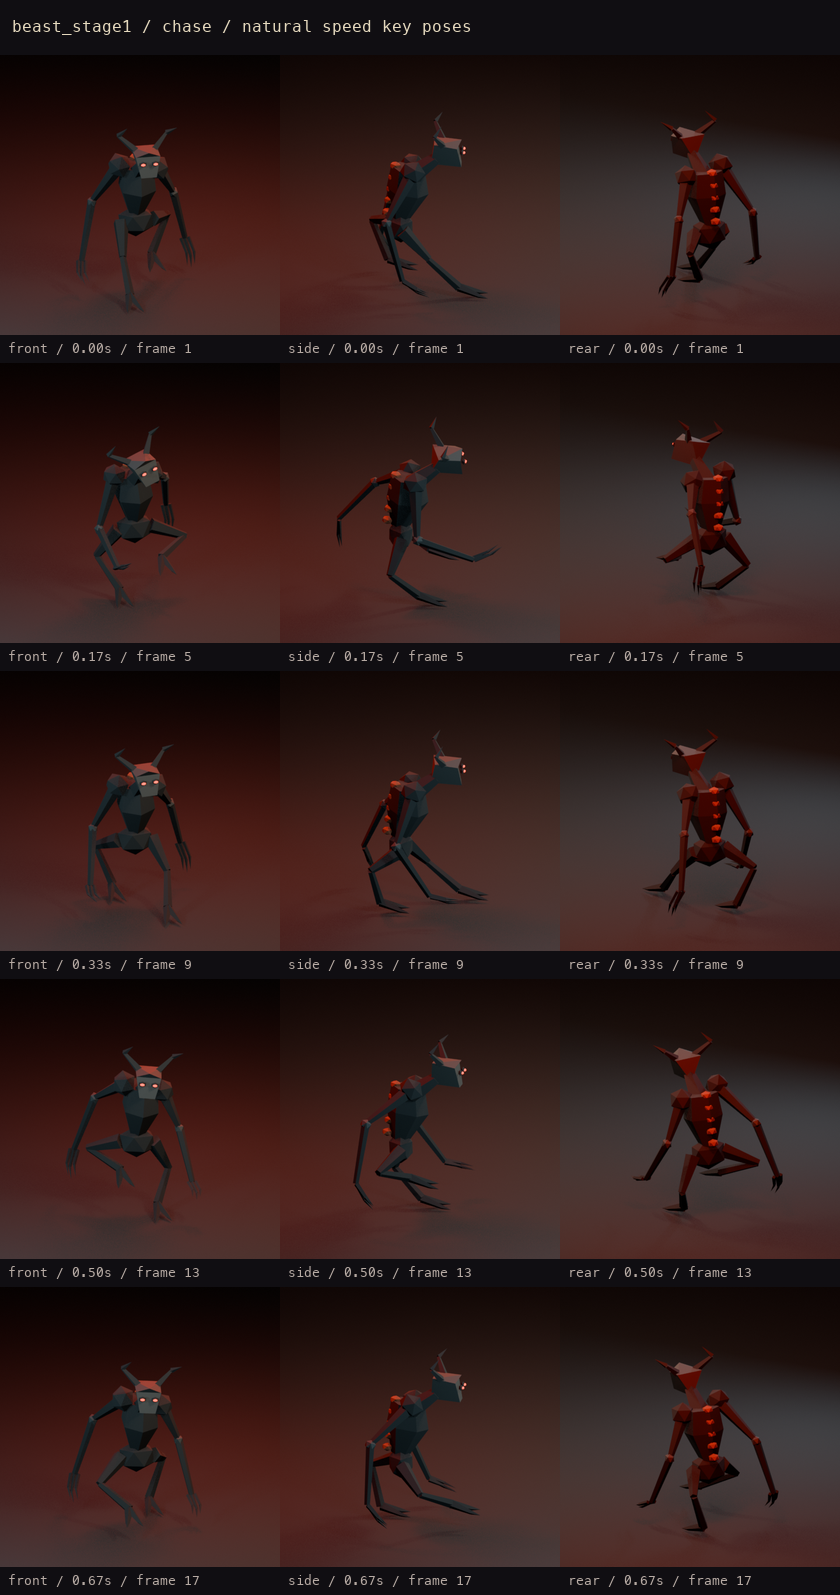 beast_stage1 / chase / natural speed key poses
front / 0.00s / frame 1
side / 0.00s / frame 1
rear / 0.00s / frame 1
front / 0.17s / frame 5
side / 0.17s / frame 5
rear / 0.17s / frame 5
front / 0.33s / frame 9
side / 0.33s / frame 9
rear / 0.33s / frame 9
front / 0.50s / frame 13
side / 0.50s / frame 13
rear / 0.50s / frame 13
front / 0.67s / frame 17
side / 0.67s / frame 17
rear / 0.67s / frame 17